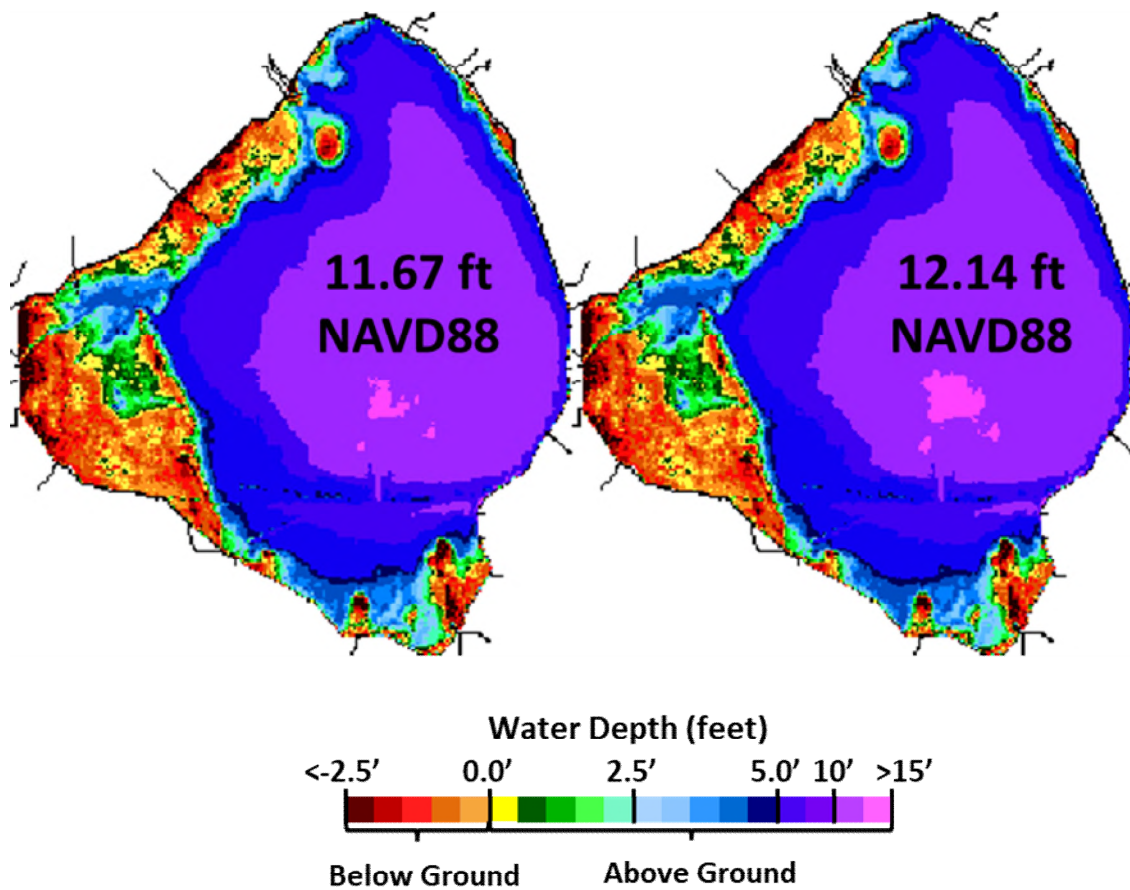 11.67 ft
NAVD88
12.14 ft
NAVD88
Water Depth (feet)
<-2.5’ 0.0’ 2.5’ 5.0’ 10’ >15’
Below Ground Above Ground